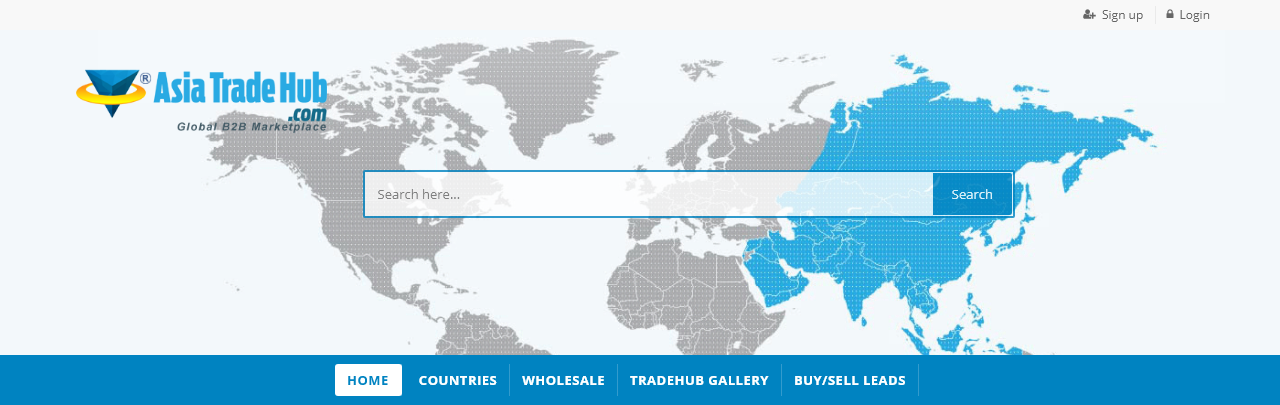 Sign up
Login
® Asia Trade Hub
.com
Global B2B Marketplace
Search here...
Search
HOME
COUNTRIES
WHOLESALE
TRADEHUB GALLERY
BUY/SELL LEADS